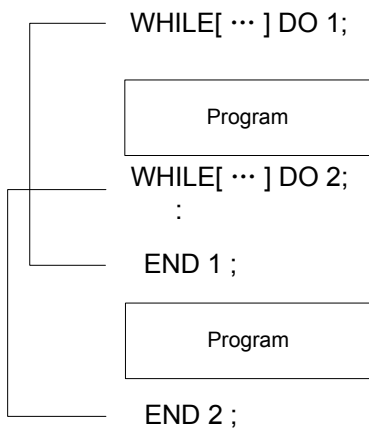 WHILE[ ··· ] DO 1;
Program
WHILE[ ··· ] DO 2;
:
END 1 ;
Program
END 2 ;